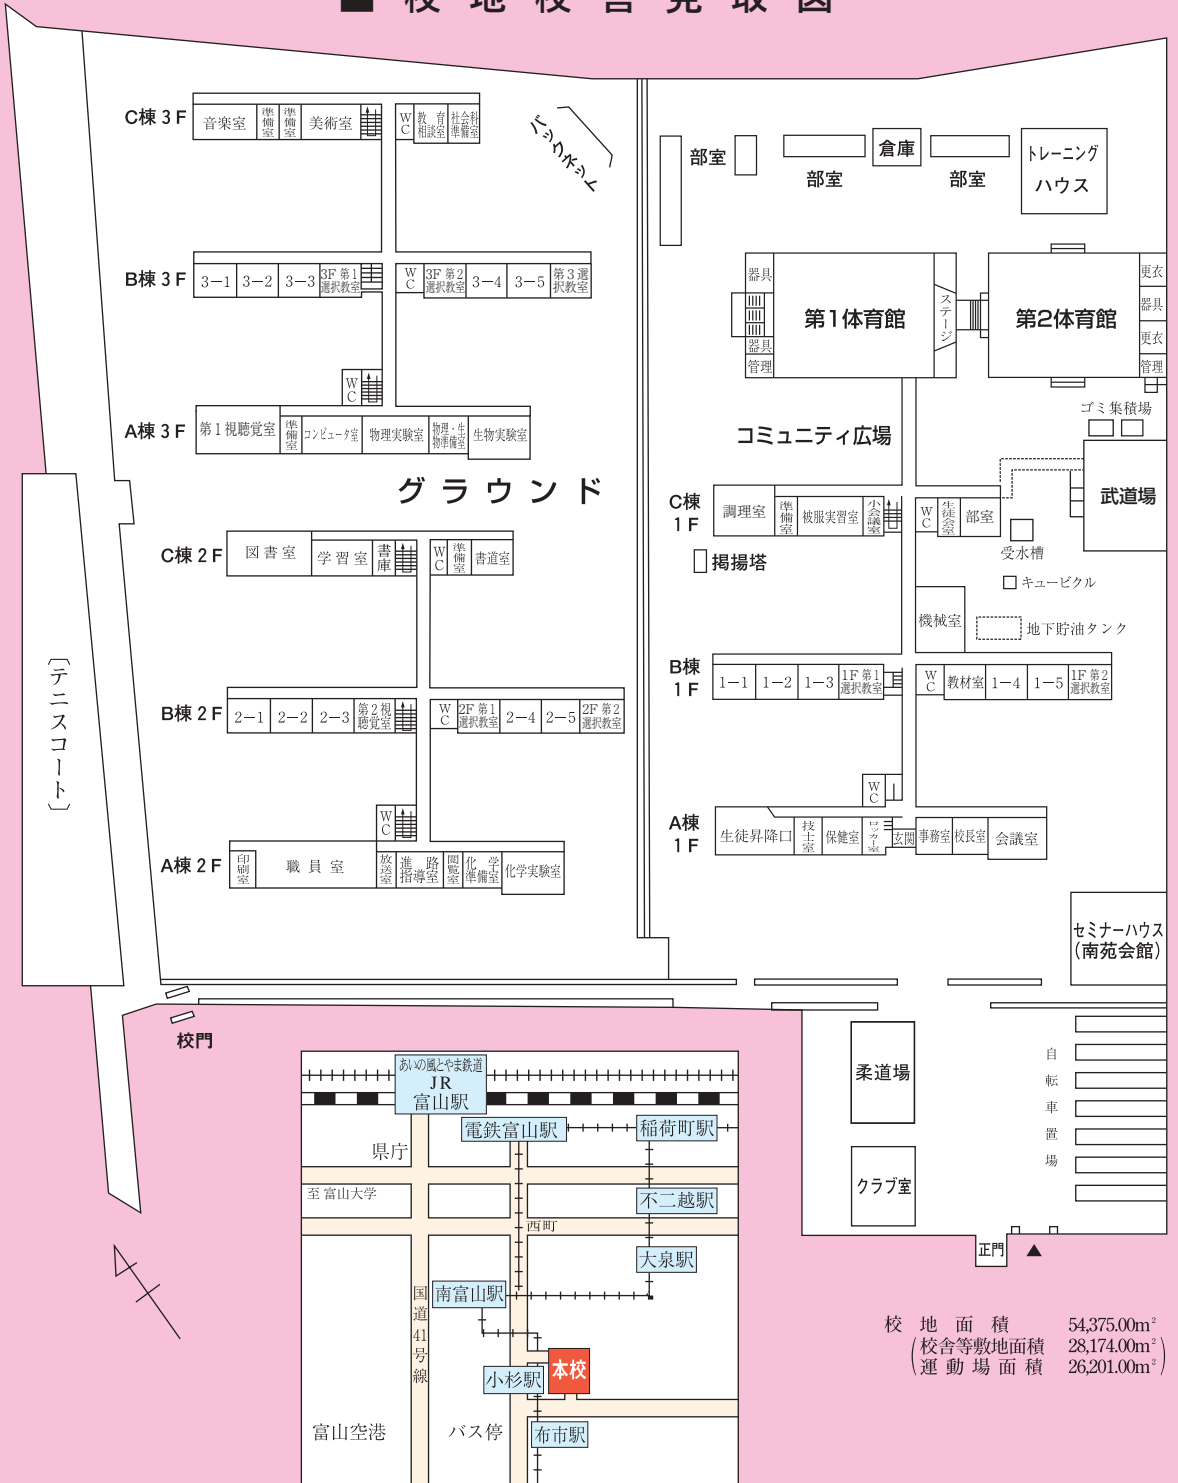 ■ 校地校舎見取図
C棟3F
音楽室
準備室
準備室
美術室
WC
教育相談室
社会科準備室
バックネット
B棟3F
3−1
3−2
3−3
3F 第1選択教室
WC
3F 第2選択教室
3−4
3−5
第3選択教室
WC
A棟3F
第1視聴覚室
準備室
コンピュータ室
物理実験室
物理・生物準備室
生物実験室
グラウンド
C棟2F
図書室
学習室
書庫
WC
準備室
書道室
B棟2F
2−1
2−2
2−3
第2視聴覚室
WC
2F 第1選択教室
2−4
2−5
2F 第2選択教室
WC
A棟2F
印刷室
職員室
放送室
進路指導室
閲覧室
化学準備室
化学実験室
〔テニスコート〕
校門
部室
部室
倉庫
部室
トレーニング
ハウス
器具
器具
管理
第1体育館
ステージ
第2体育館
更衣
器具
更衣
管理
ゴミ集積場
コミュニティ広場
武道場
C棟
1F
調理室
準備室
被服実習室
小会議室
WC
生徒会室
部室
受水槽
掲揚塔
キュービクル
機械室
地下貯油タンク
B棟
1F
1−1
1−2
1−3
1F 第1選択教室
WC
教材室
1−4
1−5
1F 第2選択教室
WC
A棟
1F
生徒昇降口
技士室
保健室
ロッカー室
玄関
事務室
校長室
会議室
セミナーハウス
(南苑会館)
柔道場
クラブ室
自転車置場
正門
▲
校地面積 54,375.00m²
(校舎等敷地面積 28,174.00m²
運動場面積 26,201.00m²)
あいの風とやま鉄道
JR
富山駅
電鉄富山駅
稲荷町駅
県庁
至 富山大学
不二越駅
西町
大泉駅
南富山駅
国道41号線
本校
小杉駅
富山空港
バス停
布市駅